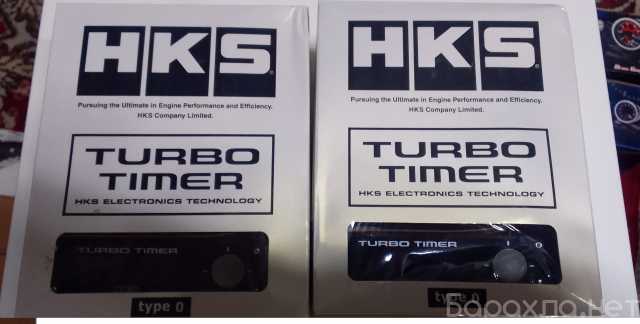 HKS
Pursuing the Ultimate in Engine Performance and Efficiency.
HKS Company Limited.
TURBO
TIMER
HKS ELECTRONICS TECHNOLOGY
TURBO TIMER
type 0
HKS
Pursuing the Ultimate in Engine Performance and Efficiency.
HKS Company Limited.
TURBO
TIMER
HKS ELECTRONICS TECHNOLOGY
TURBO TIMER
I O
type 0
Барахла.нет